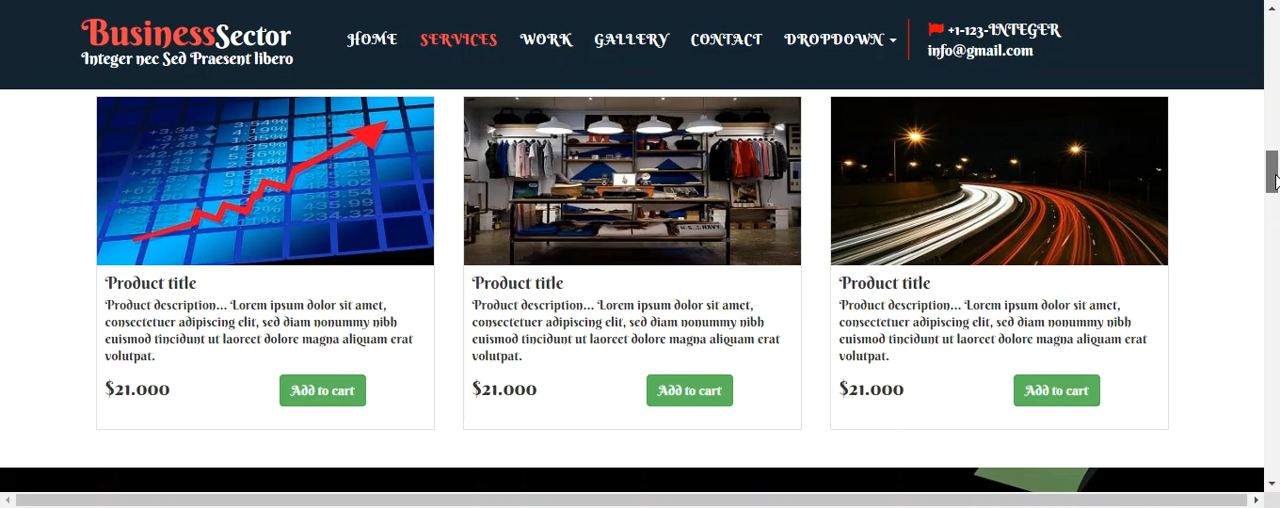 BusinessSector
Integer nec Sed Praesent libero
HOME SERVICES WORK GALLERY CONTACT DROPDOWN
+1-123-INTEGER
info@gmail.com
Product title
Product description... Lorem ipsum dolor sit amet,
consectetuer adipiscing elit, sed diam nonummy nibh
euismod tincidunt ut laoreet dolore magna aliquam erat
volutpat.
$21.000 Add to cart
Product title
Product description... Lorem ipsum dolor sit amet,
consectetuer adipiscing elit, sed diam nonummy nibh
euismod tincidunt ut laoreet dolore magna aliquam erat
volutpat.
$21.000 Add to cart
Product title
Product description... Lorem ipsum dolor sit amet,
consectetuer adipiscing elit, sed diam nonummy nibh
euismod tincidunt ut laoreet dolore magna aliquam erat
volutpat.
$21.000 Add to cart